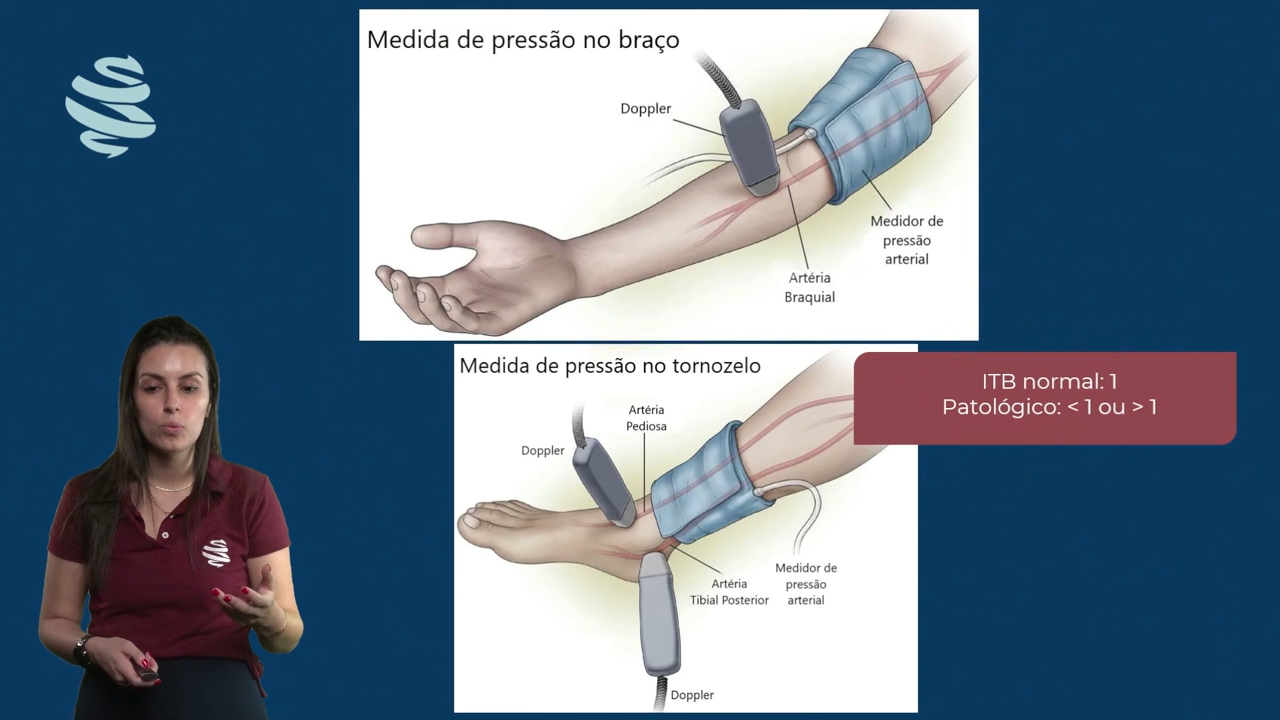 Medida de pressão no braço
Doppler
Medidor de
pressão
arterial
Artéria
Braquial
Medida de pressão no tornozelo
ITB normal: 1
Patológico: < 1 ou > 1
Artéria
Pediosa
Doppler
Medidor de
pressão
arterial
Artéria
Tibial Posterior
Doppler